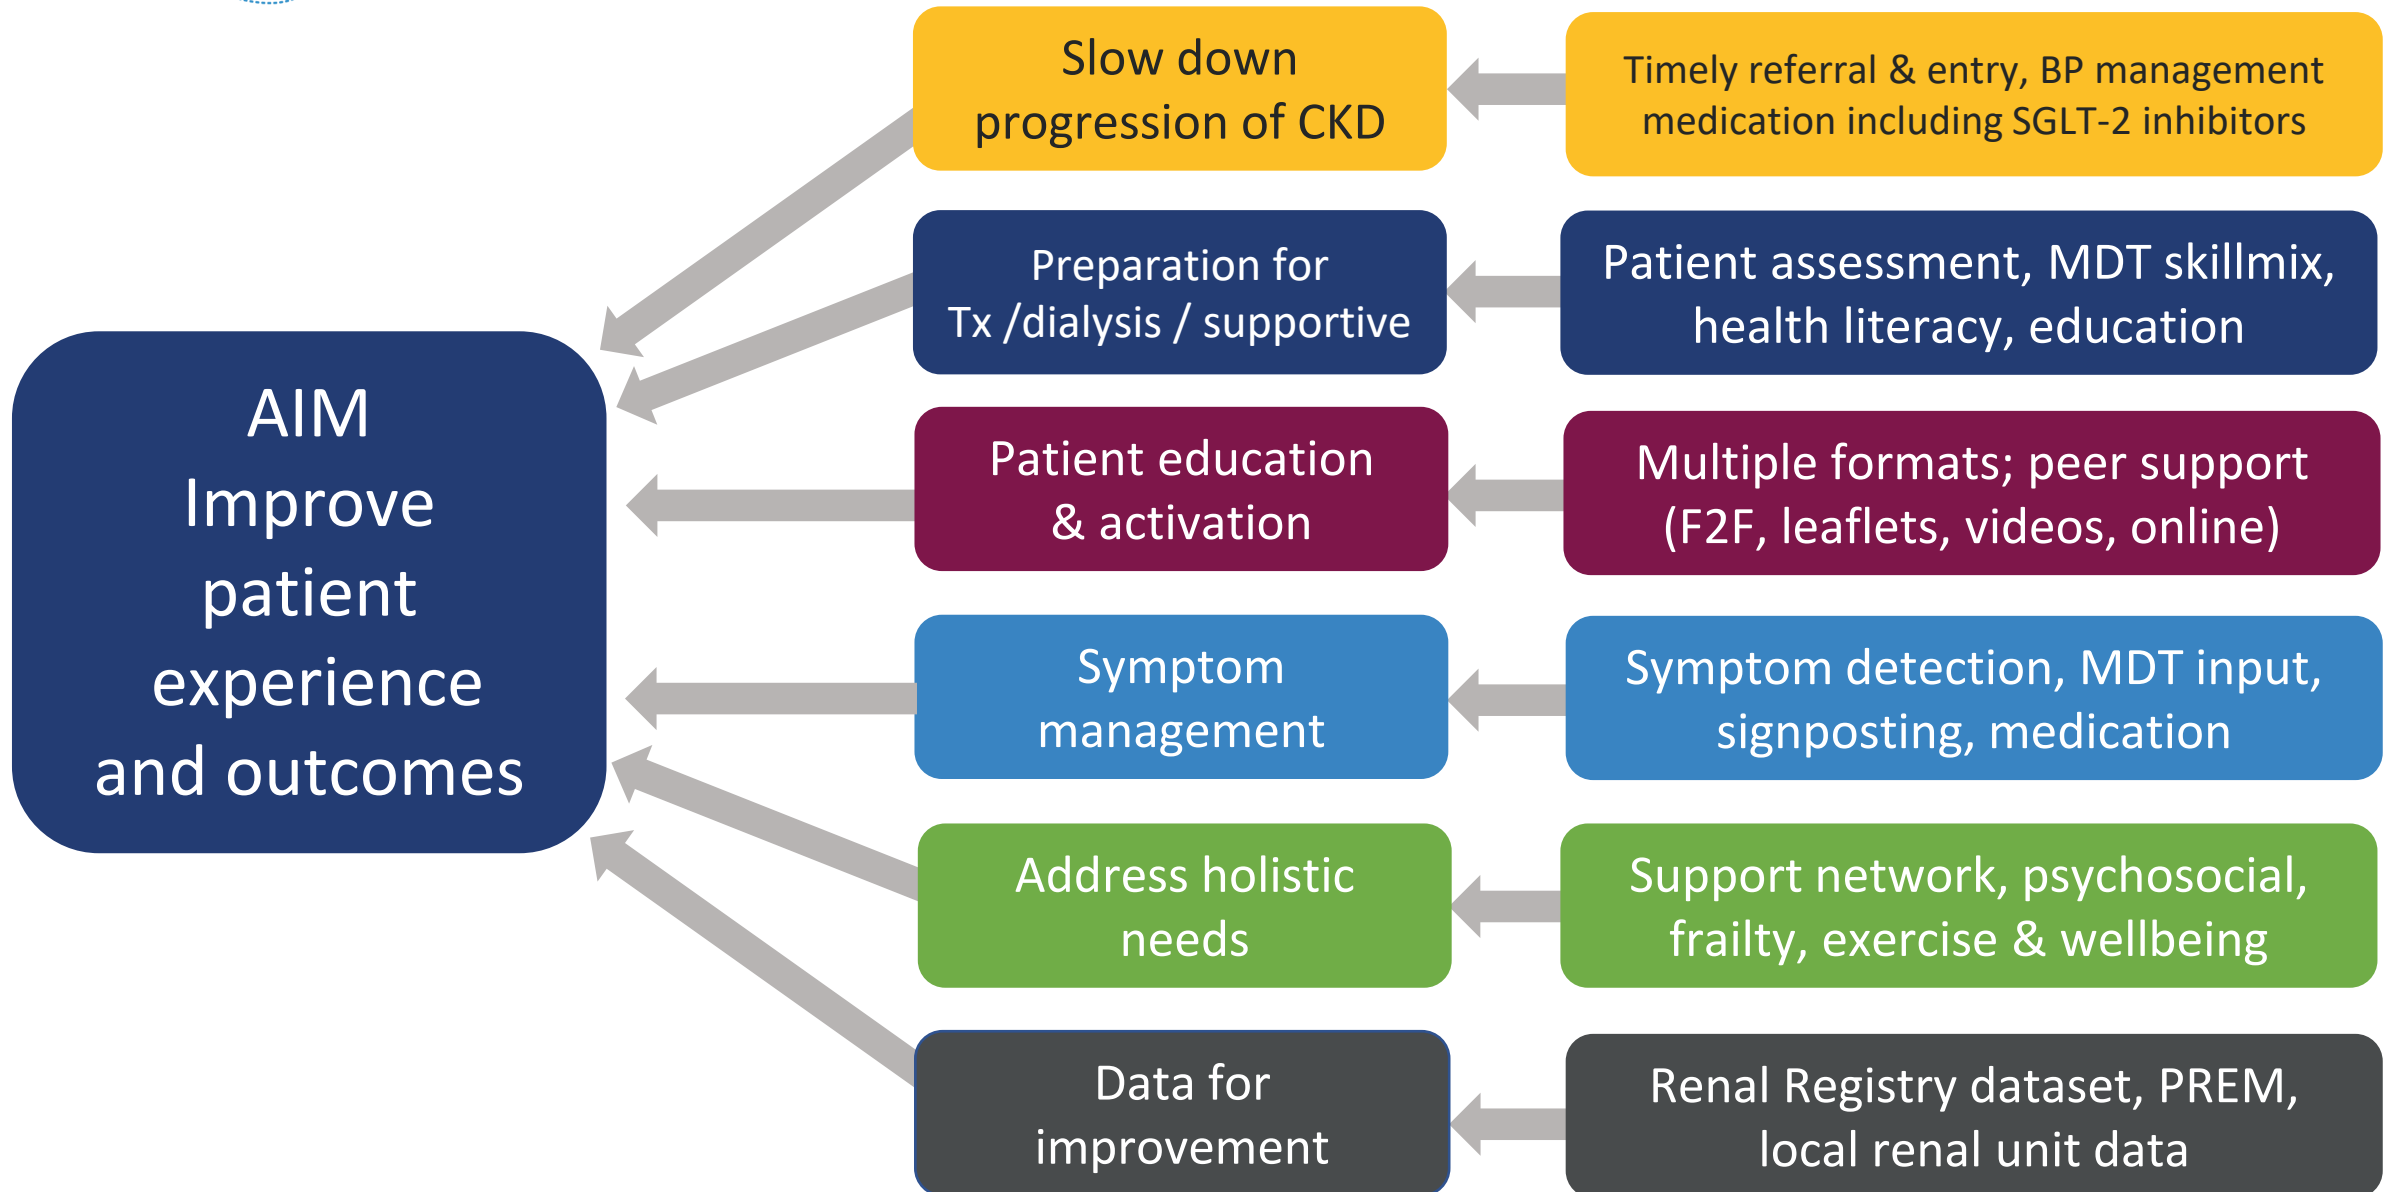 AIM
Improve
patient
experience
and outcomes
Slow down
progression of CKD
Timely referral & entry, BP management
medication including SGLT-2 inhibitors
Preparation for
Tx /dialysis / supportive
Patient assessment, MDT skillmix,
health literacy, education
Patient education
& activation
Multiple formats; peer support
(F2F, leaflets, videos, online)
Symptom
management
Symptom detection, MDT input,
signposting, medication
Address holistic
needs
Support network, psychosocial,
frailty, exercise & wellbeing
Data for
improvement
Renal Registry dataset, PREM,
local renal unit data